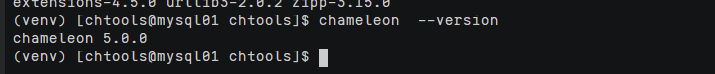 extensions-4.5.0 urllib3-2.0.2 zipp-3.15.0
(venv) [chtools@mysql01 chtools]$ chameleon  --version
chameleon 5.0.0
(venv) [chtools@mysql01 chtools]$